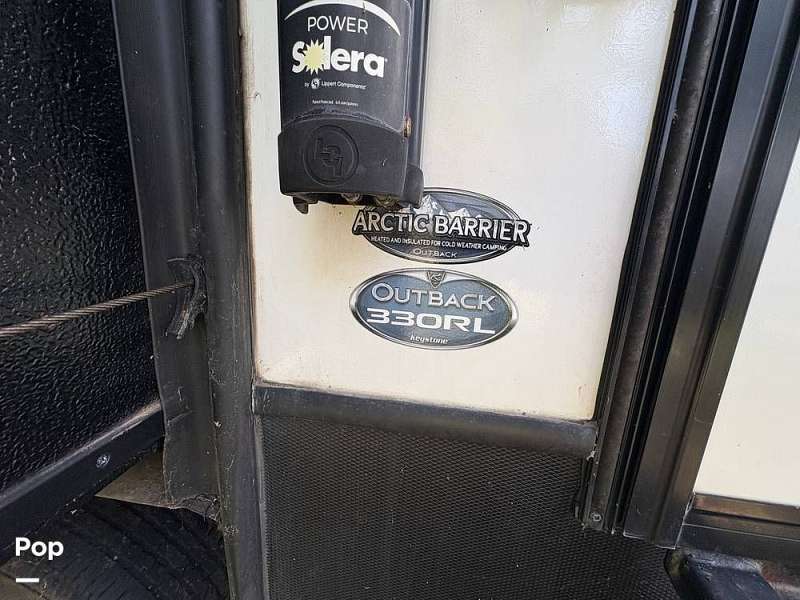 POWER
Solera
by Lippert Components
LCI
ARCTIC BARRIER
HEATED AND INSULATED FOR COLD WEATHER CAMPING
OUTBACK
OUTBACK
330RL
keystone
Pop